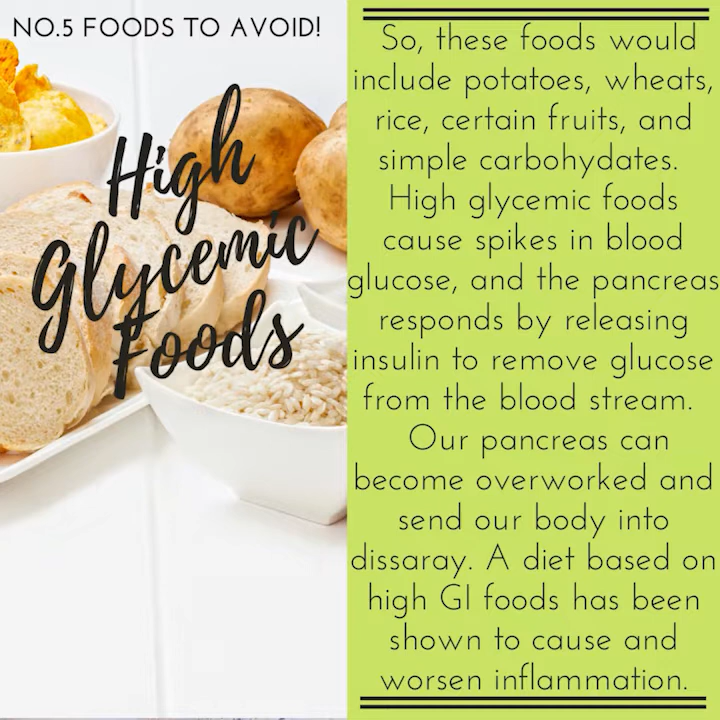 NO.5 FOODS TO AVOID!
High
Glycemic
Foods
So, these foods would
include potatoes, wheats,
rice, certain fruits, and
simple carbohydates.
High glycemic foods
cause spikes in blood
glucose, and the pancreas
responds by releasing
insulin to remove glucose
from the blood stream.
Our pancreas can
become overworked and
send our body into
dissaray. A diet based on
high GI foods has been
shown to cause and
worsen inflammation.